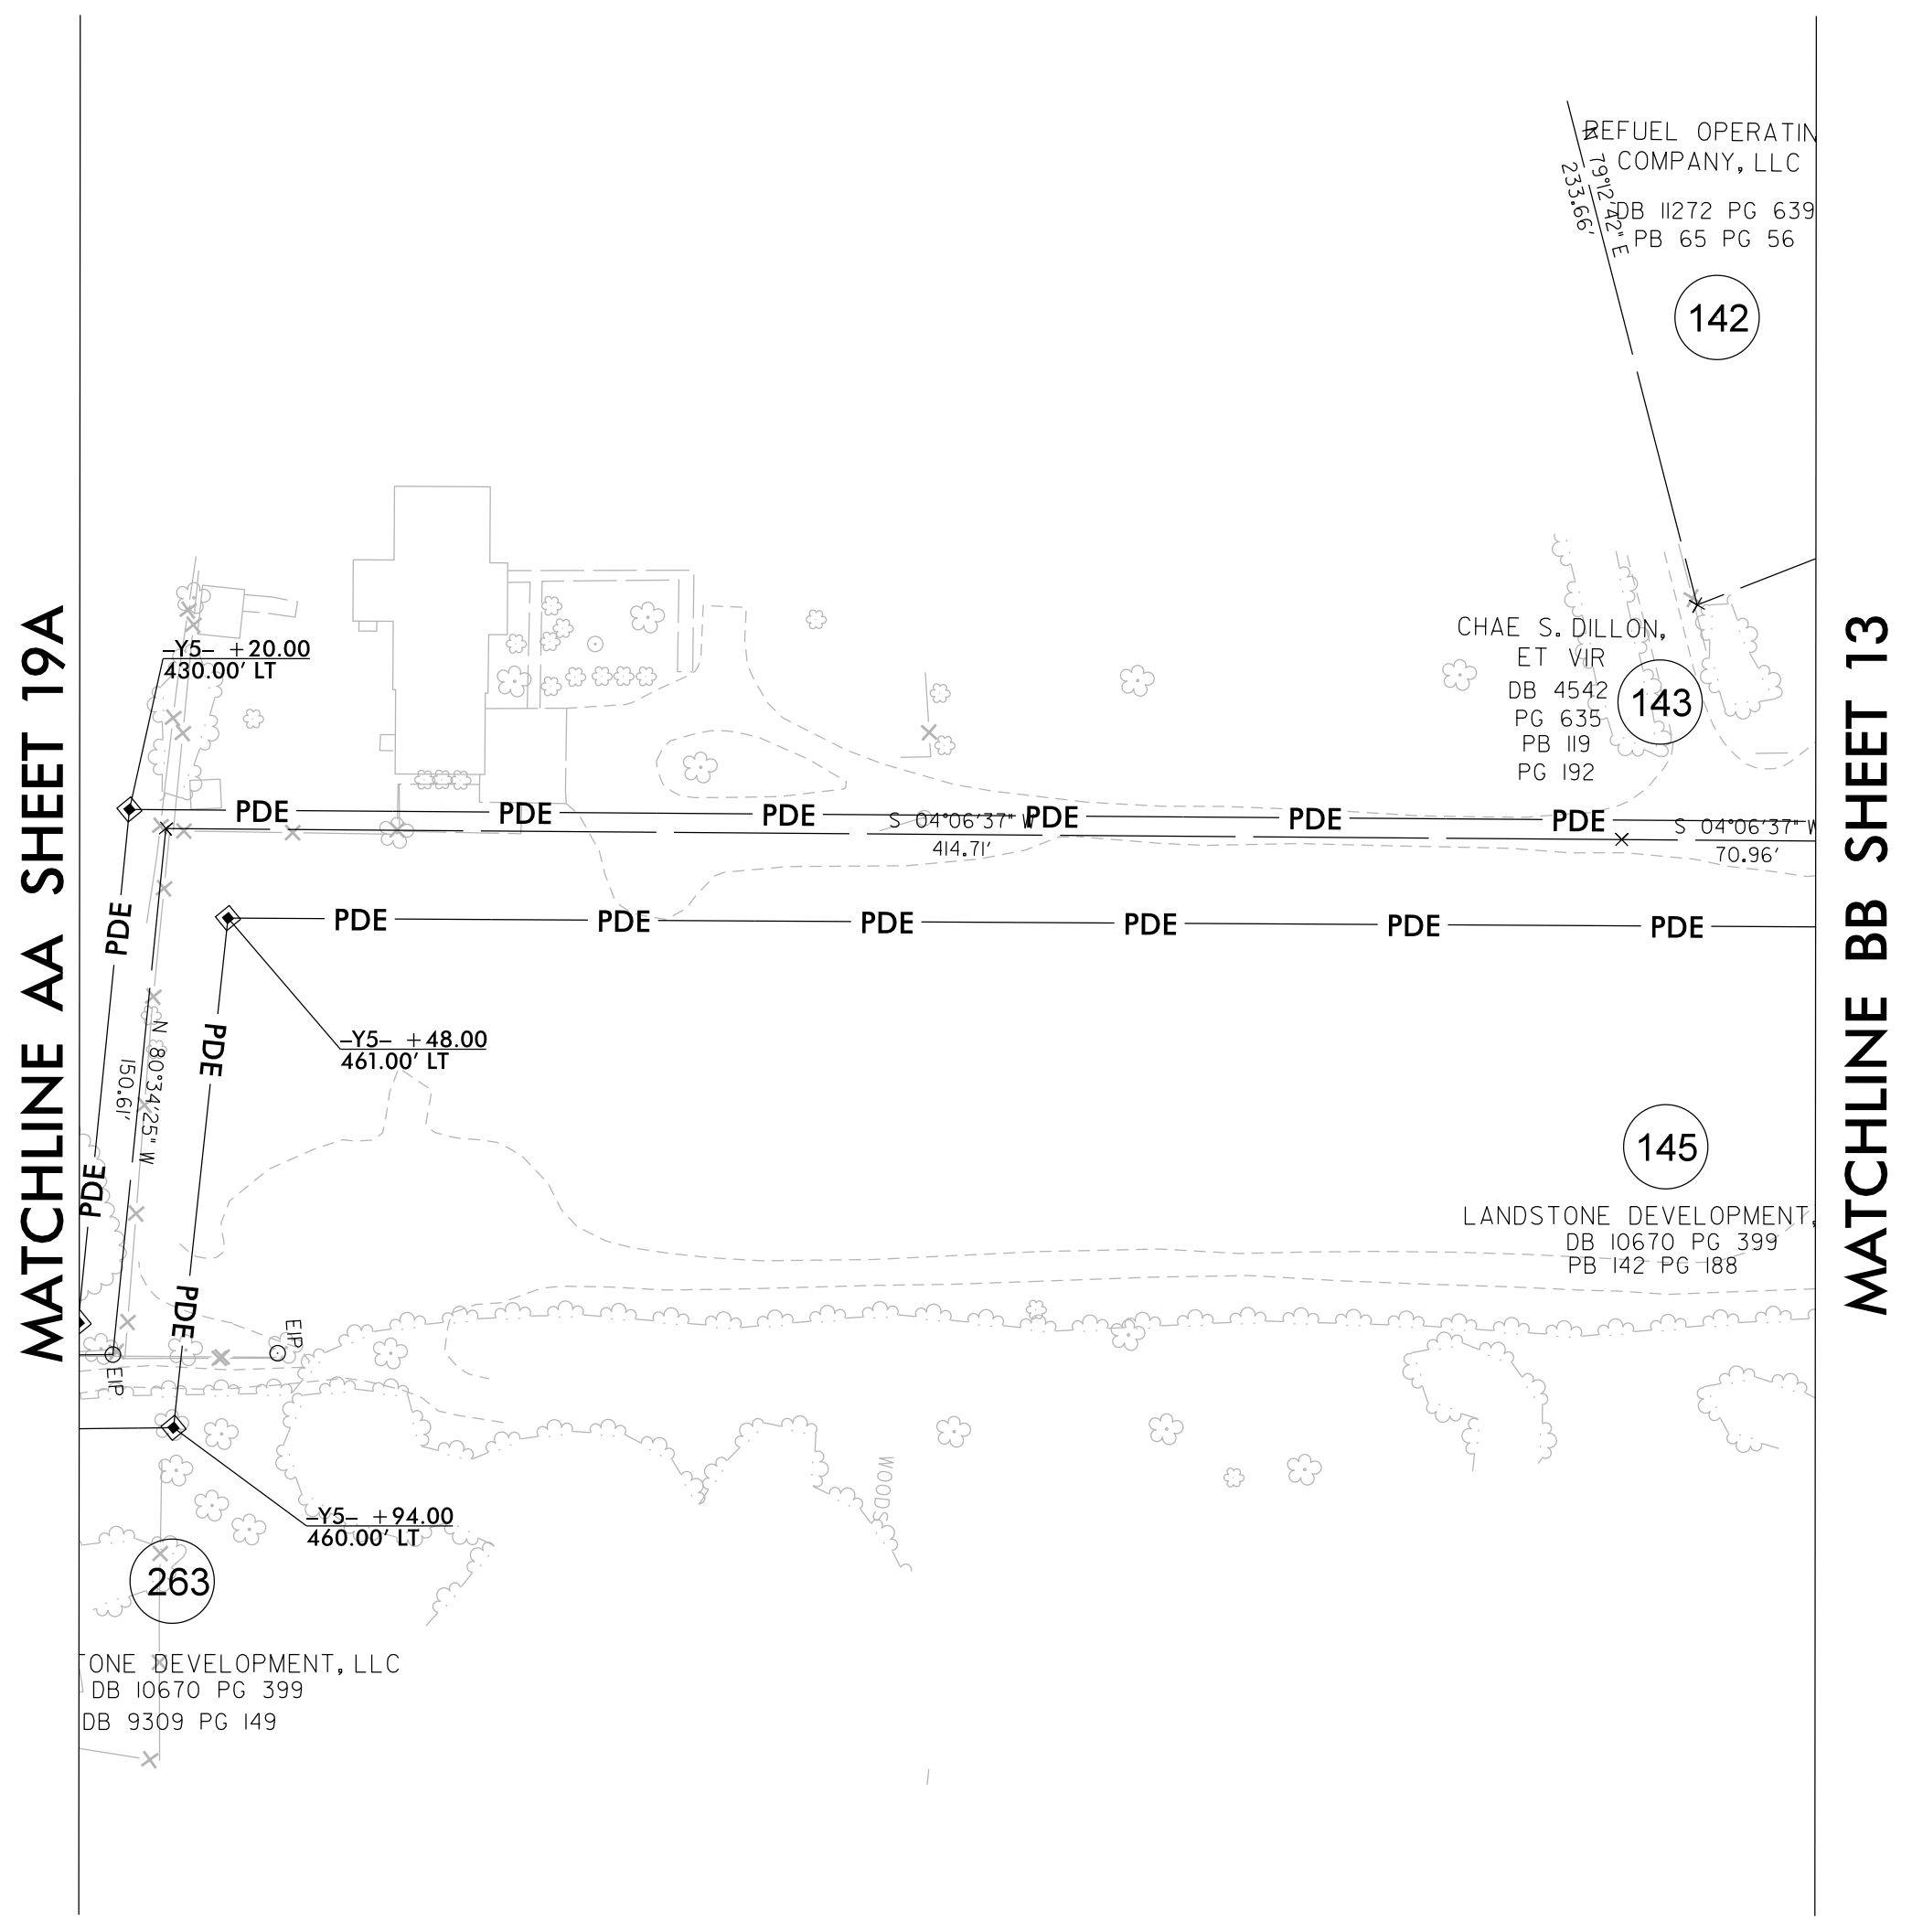 MATCHLINE AA SHEET 19A
MATCHLINE BB SHEET 13
N 79°12'42" E
233.66'
REFUEL OPERATIN
COMPANY, LLC
DB 11272 PG 639
PB 65 PG 56
142
CHAE S. DILLON,
ET VIR
DB 4542
PG 635
PB 119
PG 192
143
-Y5- +20.00
430.00' LT
PDE PDE PDE PDE PDE PDE
S 04°06'37" W
414.71'
S 04°06'37" W
70.96'
PDE PDE PDE PDE PDE PDE
PDE
PDE
PDE
PDE
N 80°34'25" W
150.61'
-Y5- +48.00
461.00' LT
145
LANDSTONE DEVELOPMENT,
DB 10670 PG 399
PB 142 PG 188
EIP
EIP
WOODS
-Y5- +94.00
460.00' LT
263
TONE DEVELOPMENT, LLC
DB 10670 PG 399
DB 9309 PG 149